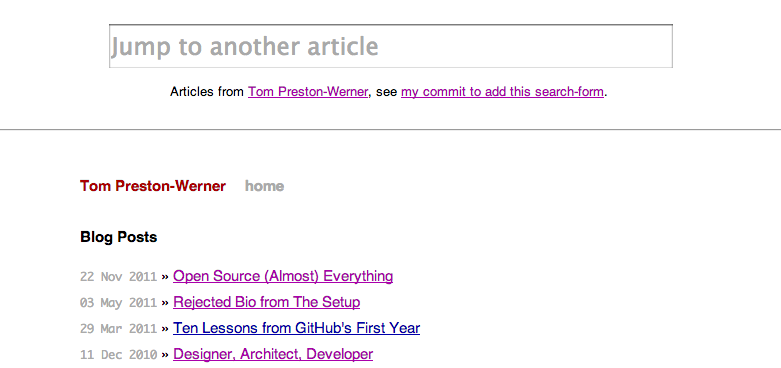 Jump to another article
Articles from Tom Preston-Werner, see my commit to add this search-form.
Tom Preston-Werner home
Blog Posts
22 Nov 2011 » Open Source (Almost) Everything
03 May 2011 » Rejected Bio from The Setup
29 Mar 2011 » Ten Lessons from GitHub's First Year
11 Dec 2010 » Designer, Architect, Developer